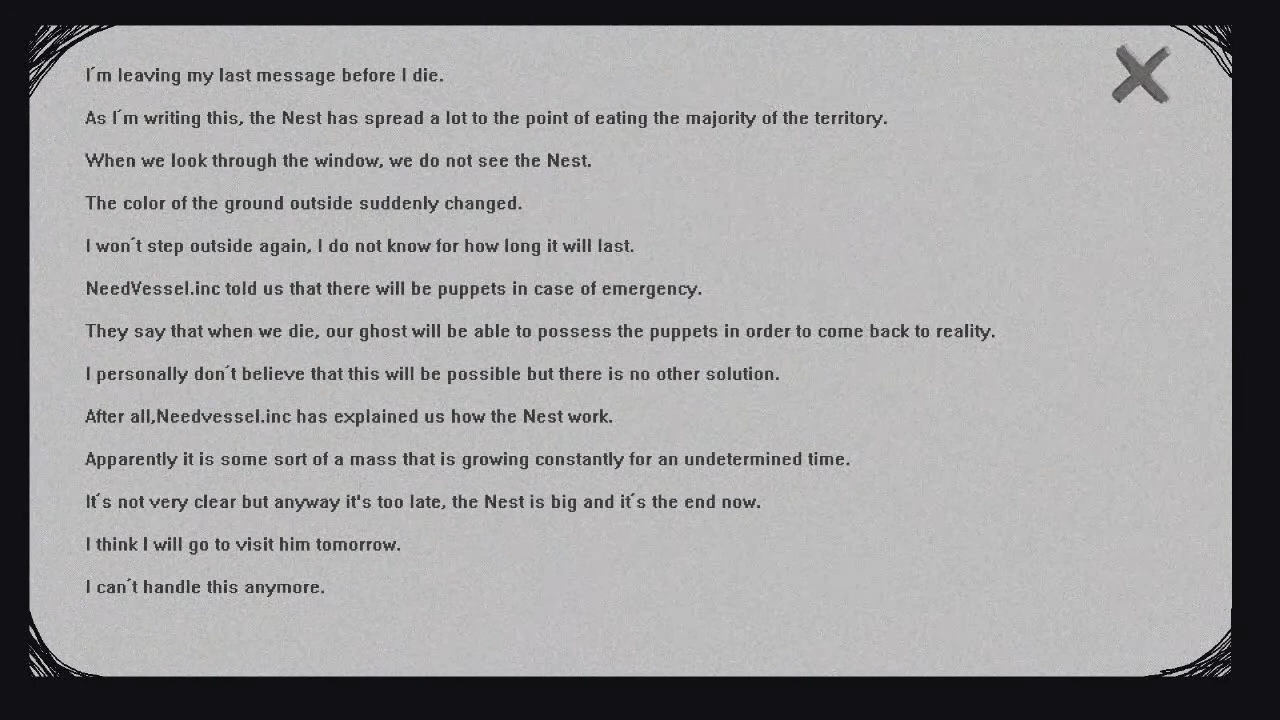 I´m leaving my last message before I die.
As I´m writing this, the Nest has spread a lot to the point of eating the majority of the territory.
When we look through the window, we do not see the Nest.
The color of the ground outside suddenly changed.
I won´t step outside again, I do not know for how long it will last.
NeedVessel.inc told us that there will be puppets in case of emergency.
They say that when we die, our ghost will be able to possess the puppets in order to come back to reality.
I personally don´t believe that this will be possible but there is no other solution.
After all,Needvessel.inc has explained us how the Nest work.
Apparently it is some sort of a mass that is growing constantly for an undetermined time.
It´s not very clear but anyway it's too late, the Nest is big and it´s the end now.
I think I will go to visit him tomorrow.
I can´t handle this anymore.